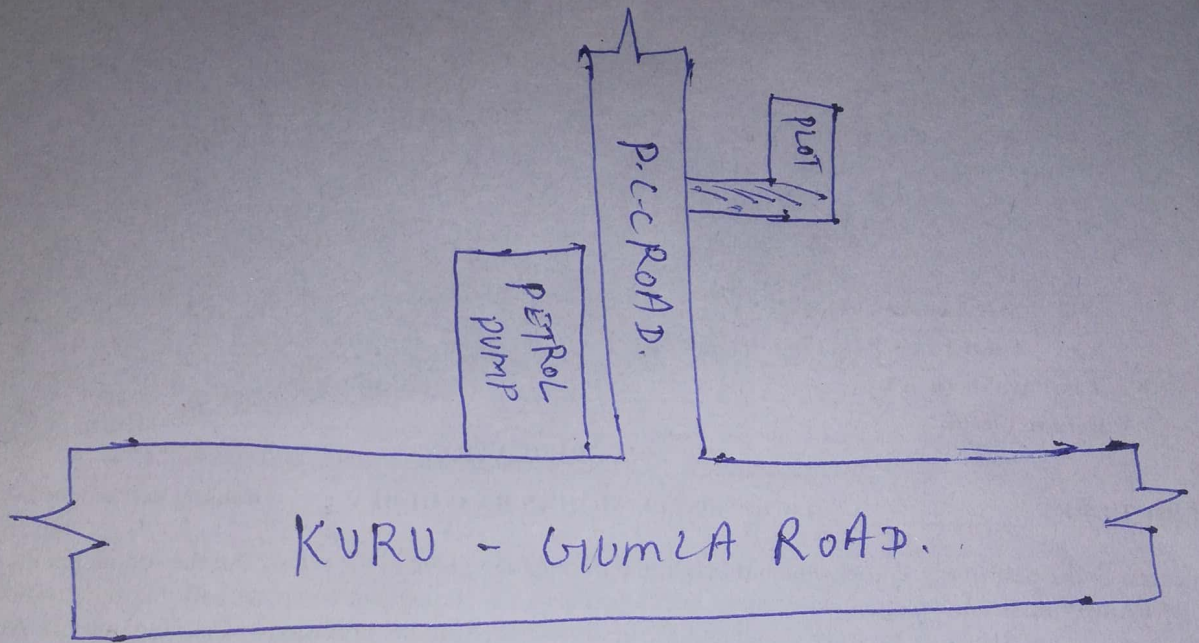 PLOT
P.C.C ROAD.
PETROL
PUMP
KURU - GUMLA ROAD.